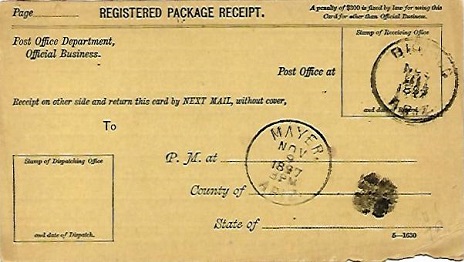 Page REGISTERED PACKAGE RECEIPT.
A penalty of $300 is fixed by law for using this
Card for other than Official Business.
Post Office Department,
Official Business.
Stamp of Receiving Office
Post Office at
and date
Receipt on other side and return this card by NEXT MAIL, without cover,
To
MAYER.
NOV
9
1897
3PM
ARIZ.
Stamp of Dispatching Office
and date of Dispatch.
P. M. at
County of
State of
5—1630